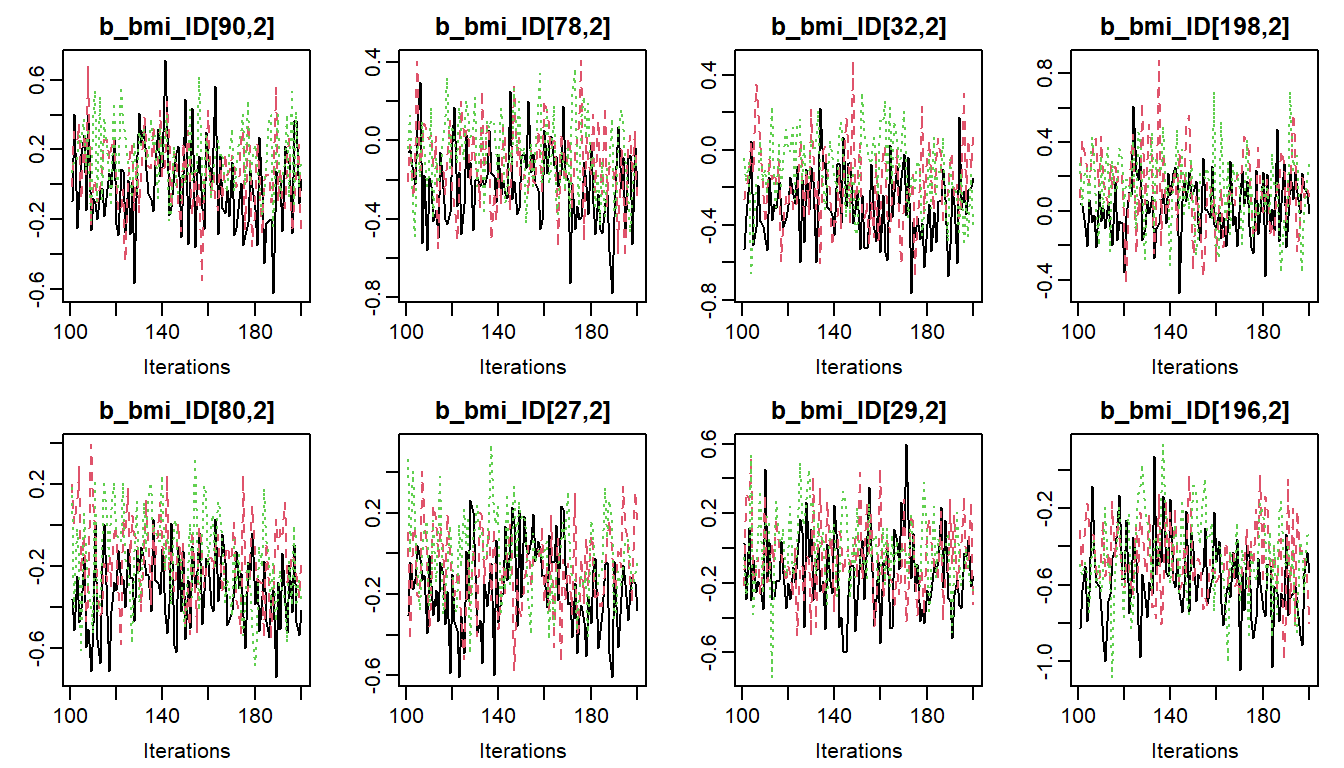 b_bmi_ID[90,2] b_bmi_ID[78,2] b_bmi_ID[32,2] b_bmi_ID[198,2]
0.6 0.2 -0.2 -0.6
0.4 0.0 -0.4 -0.8
0.4 0.0 -0.4 -0.8
0.8 0.4 0.0 -0.4
100 140 180 100 140 180 100 140 180 100 140 180
Iterations Iterations Iterations Iterations
b_bmi_ID[80,2] b_bmi_ID[27,2] b_bmi_ID[29,2] b_bmi_ID[196,2]
0.2 -0.2 -0.6
0.2 -0.2 -0.6
0.6 0.2 -0.2 -0.6
-0.2 -0.6 -1.0
100 140 180 100 140 180 100 140 180 100 140 180
Iterations Iterations Iterations Iterations